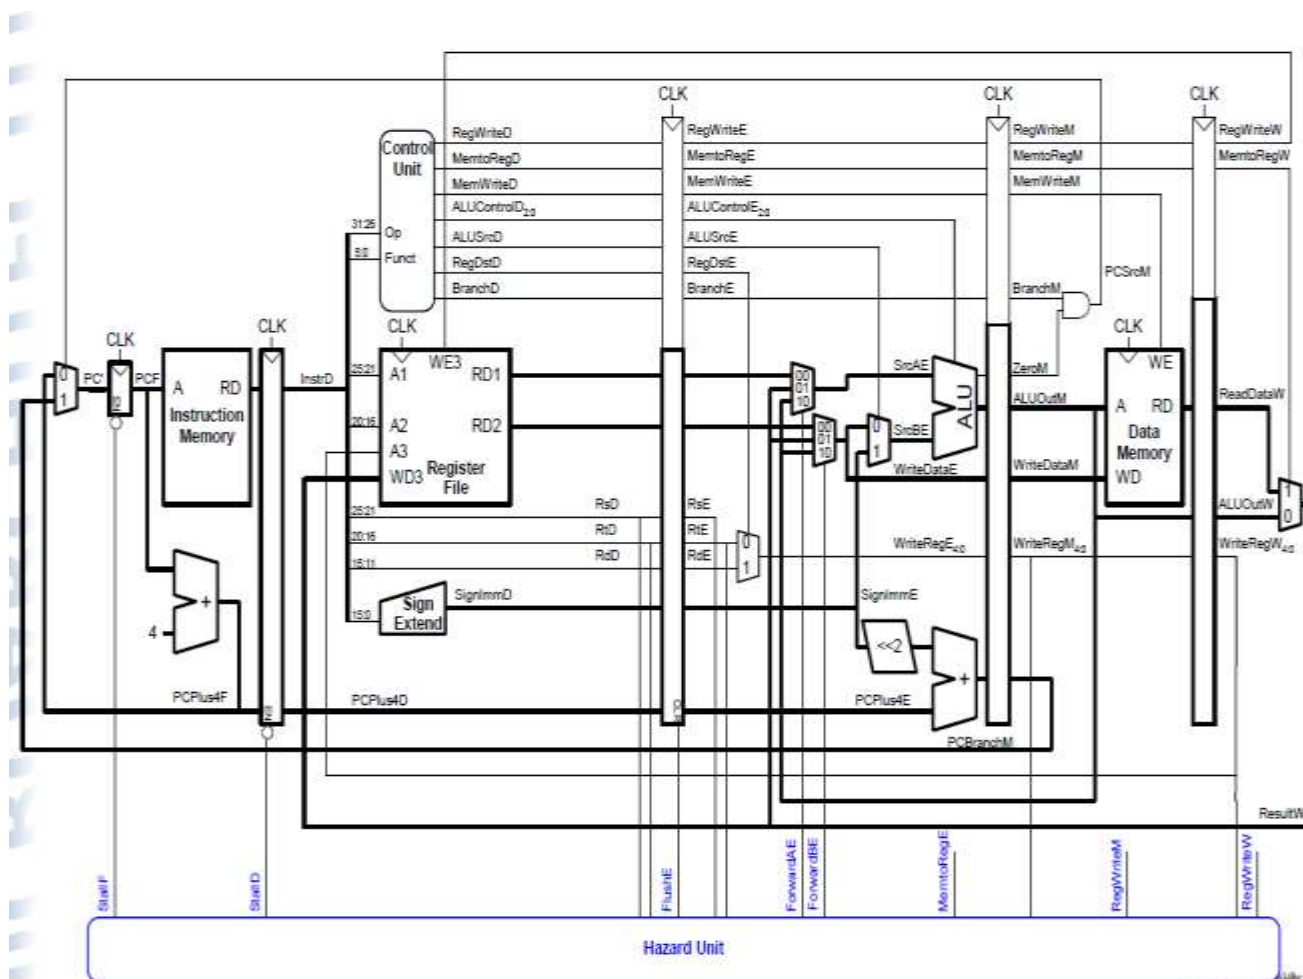 CLK CLK CLK
RegWriteD RegWriteE RegWriteM RegWriteW
Control Unit
MemtoRegD MemtoRegE MemtoRegM MemtoRegW
MemWriteD MemWriteE MemWriteM
ALUControlD2:0 ALUControlE2:0
31:26 Op
ALUSrcD ALUSrcE
5:0 Funct
RegDstD RegDstE PCSrcM
BranchD BranchE BranchM
CLK CLK CLK CLK
WE3 WE
0 PC' PCF A RD InstrD 25:21 A1 RD1 00 SrcAE ZeroM
1 EN 01 ALUOutM ReadDataW
10
Instruction Memory
20:16 A2 RD2 00 0 SrcBE ALU A RD
01 1 Data Memory
10
A3
WD3 Register File WriteDataE WriteDataM WD
1
0 ALUOutW
25:21 RsD RsE
20:16 RtD RtE 0
15:11 RdD RdE 1 WriteRegE4:0 WriteRegM4:0 WriteRegW4:0
+
4
15:0 Sign Extend SignImmD SignImmE
<<2
+
PCPlus4F PCPlus4D PCPlus4E
EN
PCBranchM
ResultW
StallF StallD FlushE ForwardAE ForwardBE MemtoRegE RegWriteM RegWriteW
Hazard Unit